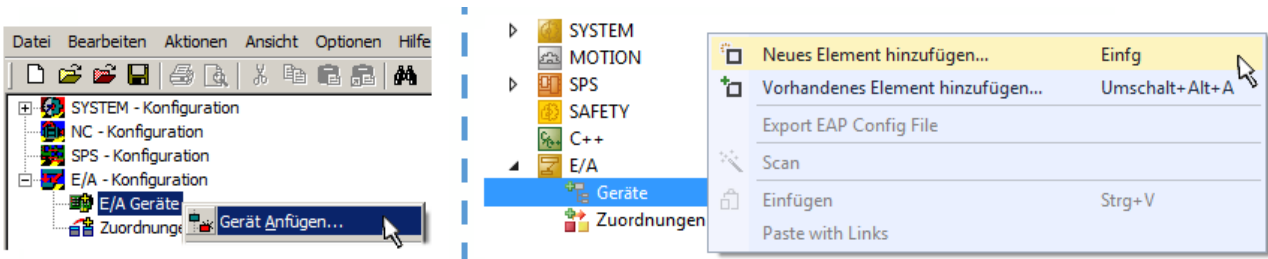 Datei Bearbeiten Aktionen Ansicht Optionen Hilfe
SYSTEM - Konfiguration
NC - Konfiguration
SPS - Konfiguration
E/A - Konfiguration
E/A Geräte
Gerät Anfügen...
SYSTEM
MOTION
SPS
SAFETY
C++
E/A
Geräte
Zuordnungen
Neues Element hinzufügen... Einfg
Vorhandenes Element hinzufügen... Umschalt+Alt+A
Export EAP Config File
Scan
Einfügen Strg+V
Paste with Links